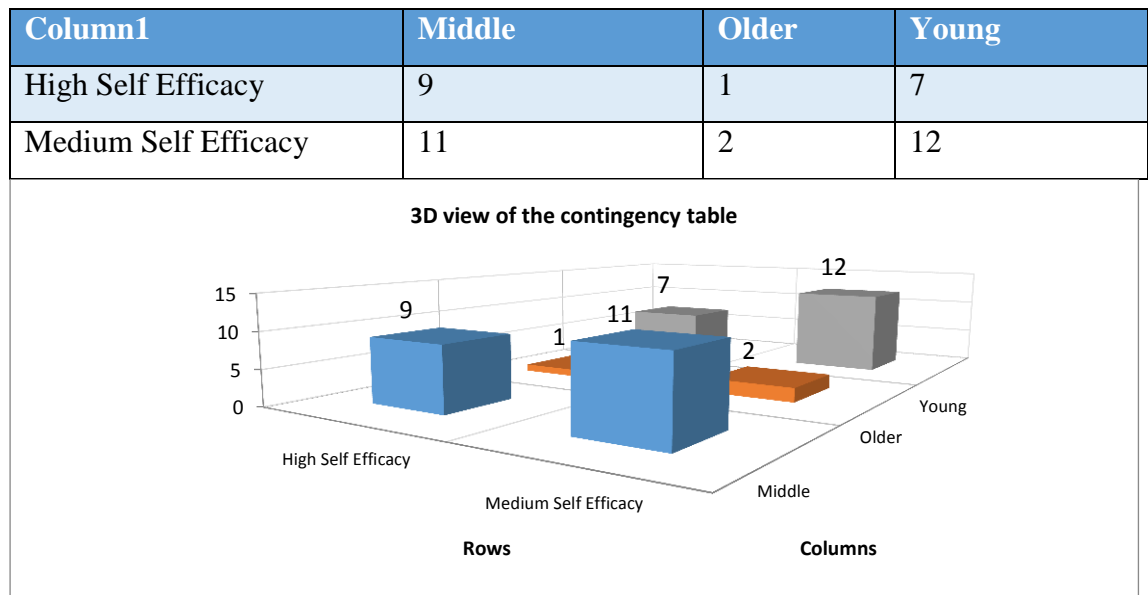 Column1 Middle Older Young
High Self Efficacy 9 1 7
Medium Self Efficacy 11 2 12
3D view of the contingency table
15
10
5
0
9
1
7
11
2
12
High Self Efficacy
Medium Self Efficacy
Middle
Older
Young
Rows
Columns